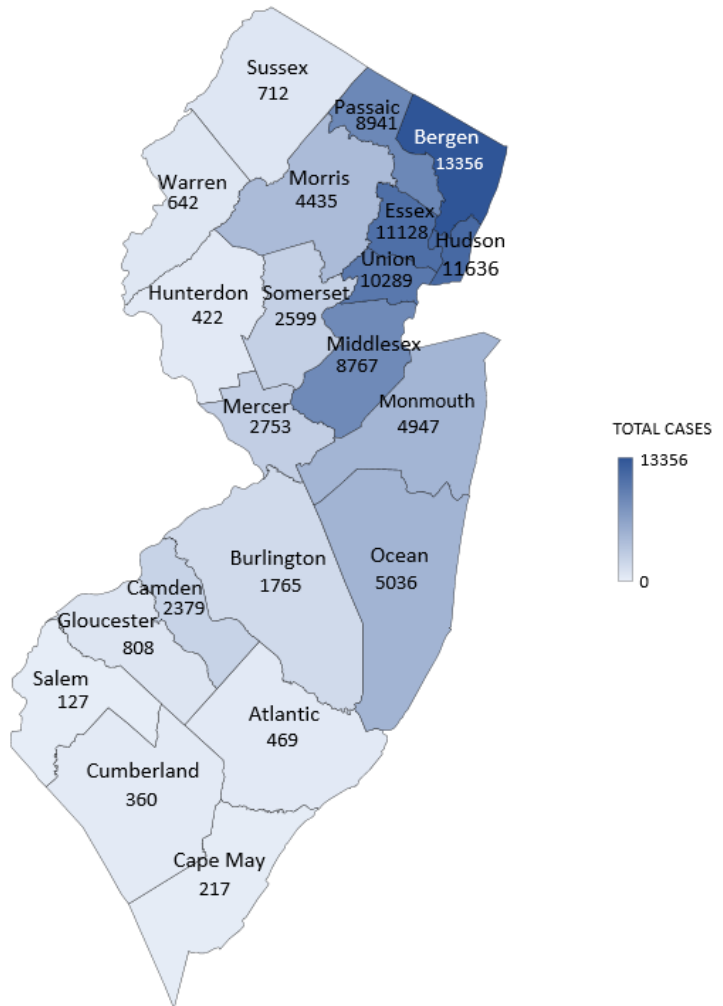 Sussex
712
Passaic
8941
Bergen
13356
Warren
642
Morris
4435
Essex
11128
Hudson
11636
Union
10289
Hunterdon
422
Somerset
2599
Middlesex
8767
Mercer
2753
Monmouth
4947
TOTAL CASES
13356
0
Burlington
1765
Ocean
5036
Camden
2379
Gloucester
808
Salem
127
Atlantic
469
Cumberland
360
Cape May
217